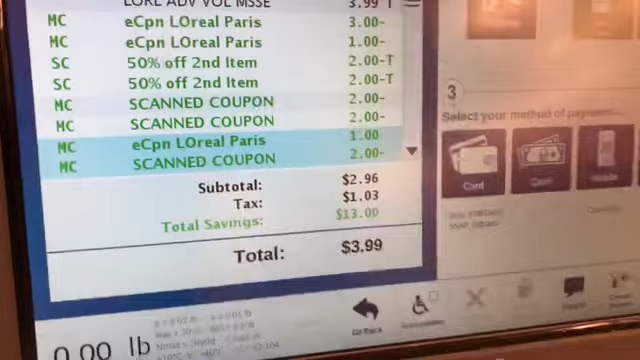 LORL ADV VOL MSSE 3.99 T
MC eCpn LOreal Paris 3.00-
MC eCpn LOreal Paris 1.00-
SC 50% off 2nd Item 2.00-T
SC 50% off 2nd Item 2.00-T
MC SCANNED COUPON 2.00-
MC SCANNED COUPON 2.00-
MC eCpn LOreal Paris 1.00
MC SCANNED COUPON 2.00-
Subtotal: $2.96
Tax: $1.03
Total Savings: $13.00
Total: $3.99
3
Select your method of payment
Card
Go Back
0.00 lb